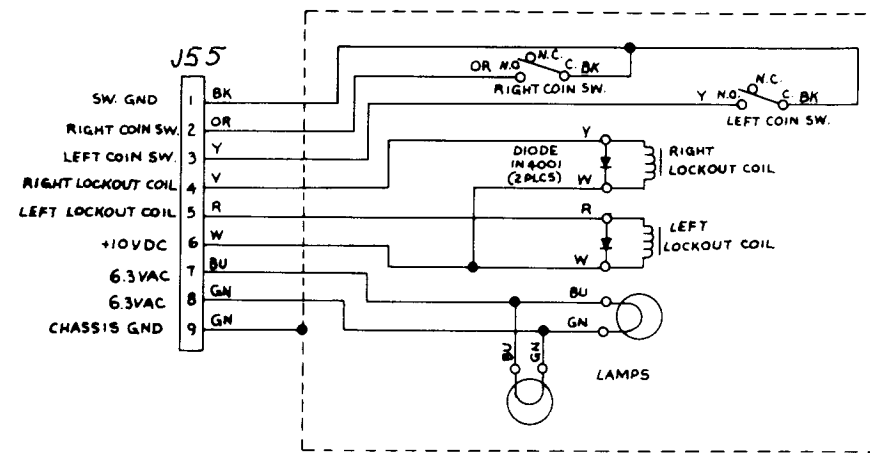 J55
SW. GND 1 BK
RIGHT COIN SW. 2 OR
LEFT COIN SW. 3 Y
RIGHT LOCKOUT COIL 4 V
LEFT LOCKOUT COIL 5 R
+10VDC 6 W
6.3VAC 7 BU
6.3VAC 8 GN
CHASSIS GND 9 GN
OR N.O. N.C. C. BK
RIGHT COIN SW.
Y N.O. N.C. C. BK
LEFT COIN SW.
Y
DIODE
IN4001
(2PLCS)
W
RIGHT
LOCKOUT COIL
R
W
LEFT
LOCKOUT COIL
BU
GN
BU GN
LAMPS